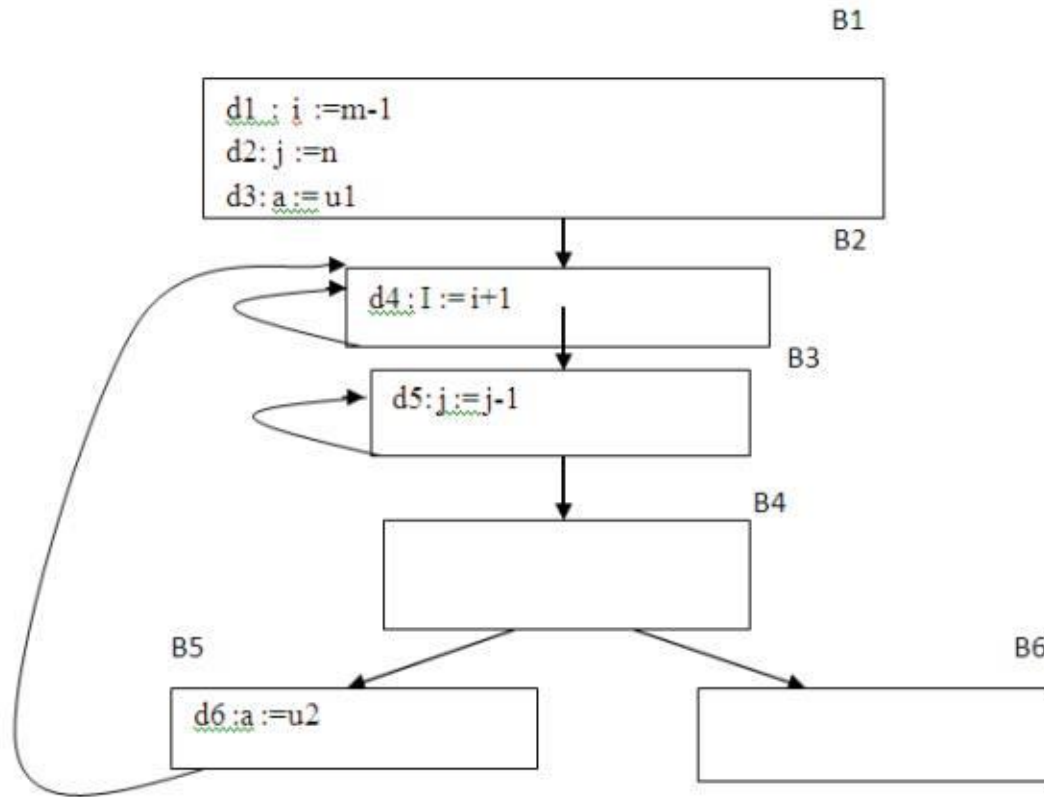 B1
d1 : i :=m-1
d2: j :=n
d3: a := u1
B2
d4 : I := i+1
B3
d5: j := j-1
B4
B5
B6
d6 :a :=u2